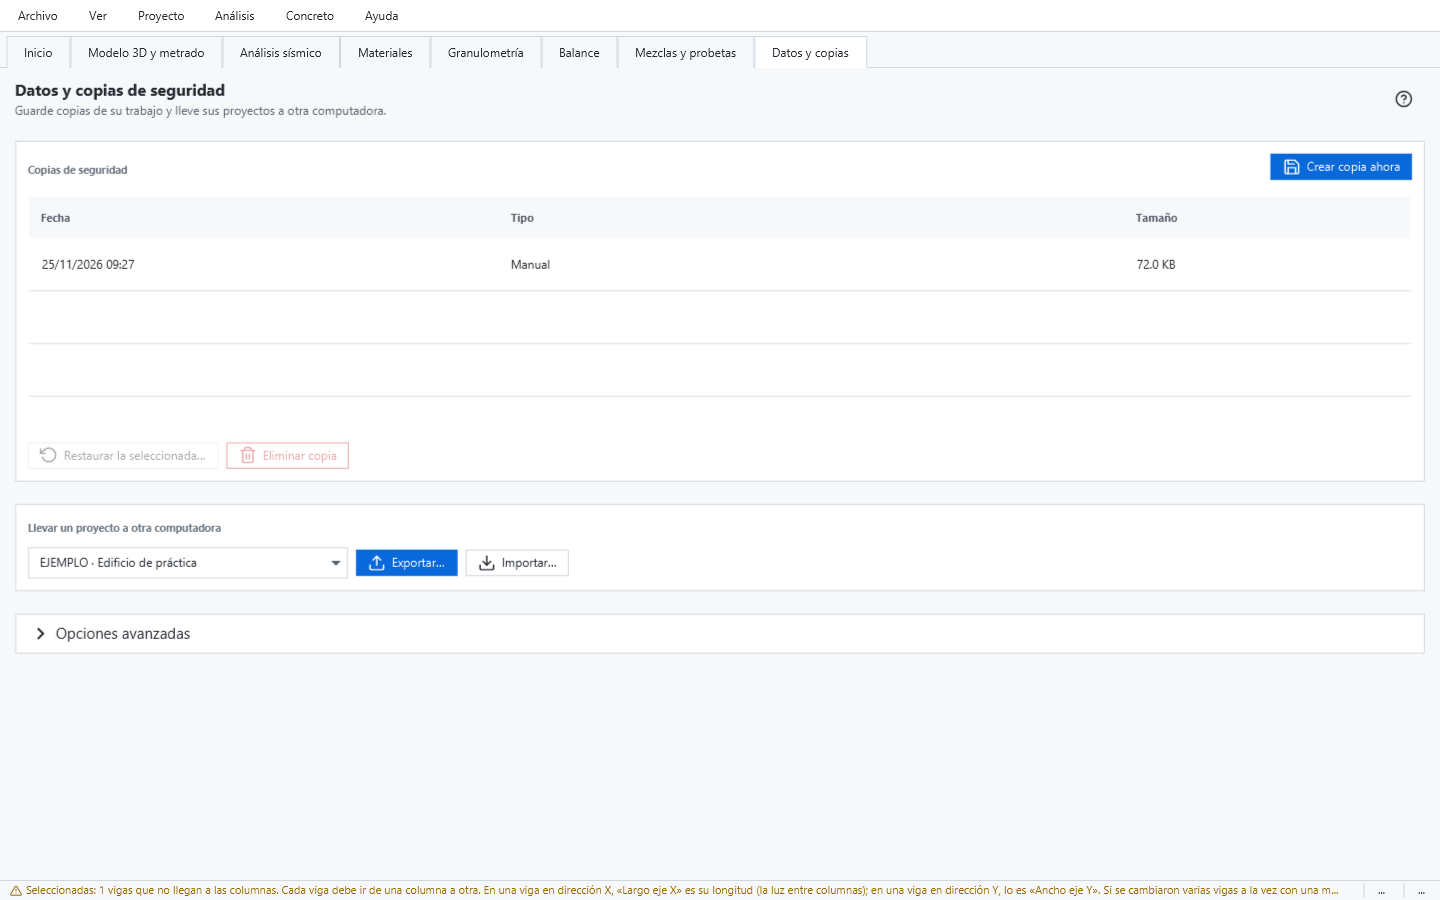 Archivo Ver Proyecto Análisis Concreto Ayuda
Inicio Modelo 3D y metrado Análisis sísmico Materiales Granulometría Balance Mezclas y probetas Datos y copias
Datos y copias de seguridad
Guarde copias de su trabajo y lleve sus proyectos a otra computadora.
Copias de seguridad Crear copia ahora
Fecha Tipo Tamaño
25/11/2026 09:27 Manual 72.0 KB
Restaurar la seleccionada... Eliminar copia
Llevar un proyecto a otra computadora
EJEMPLO - Edificio de práctica Exportar... Importar...
Opciones avanzadas
Seleccionadas: 1 vigas que no llegan a las columnas. Cada viga debe ir de una columna a otra. En una viga en dirección X, «Largo eje X» es su longitud (la luz entre columnas); en una viga en dirección Y, lo es «Ancho eje Y». Si se cambiaron varias vigas a la vez con una m... ... ...